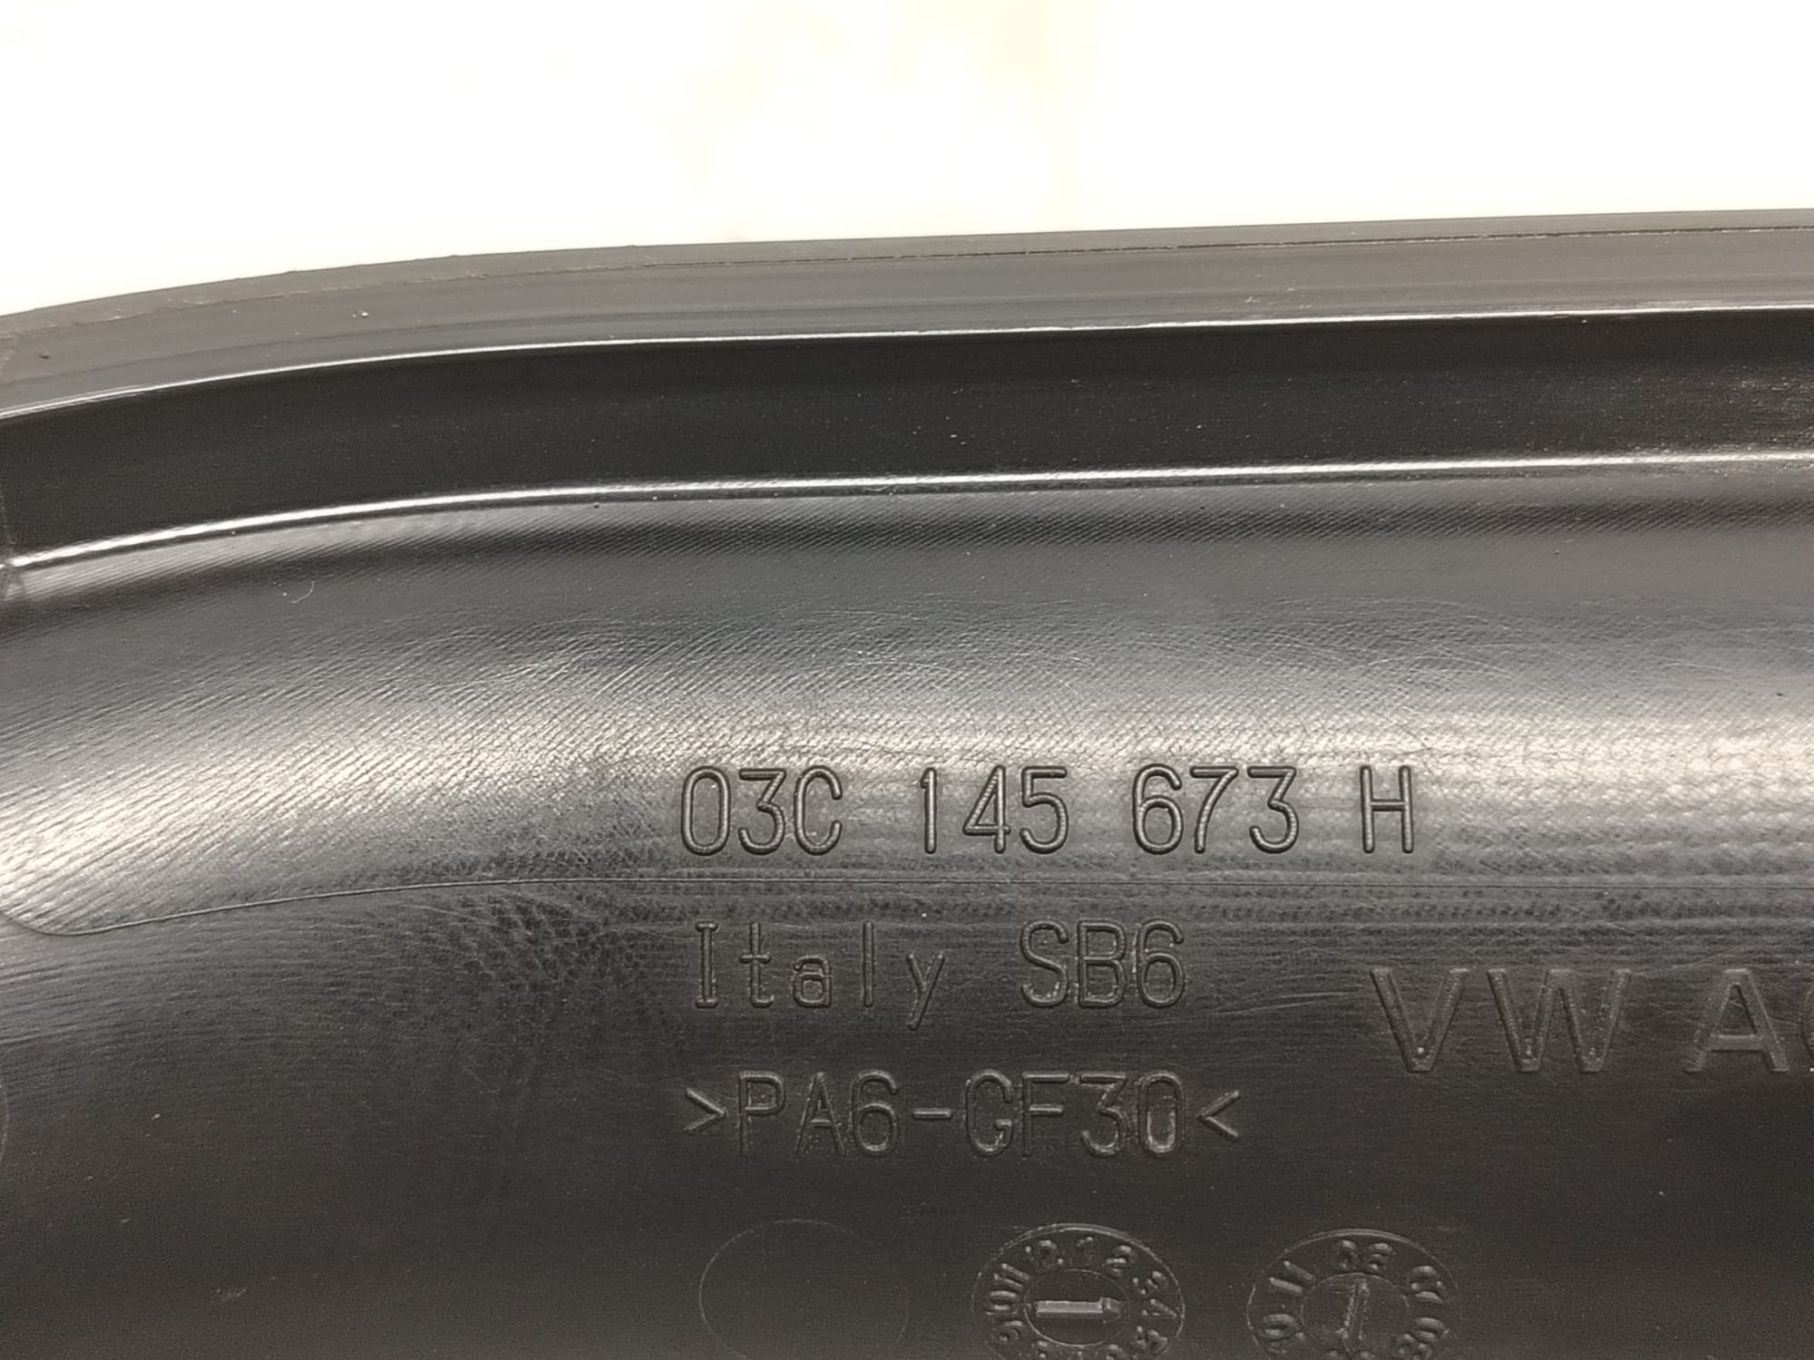 03C 145 673 H
Italy SB6
VW A
>PA6-GF30<